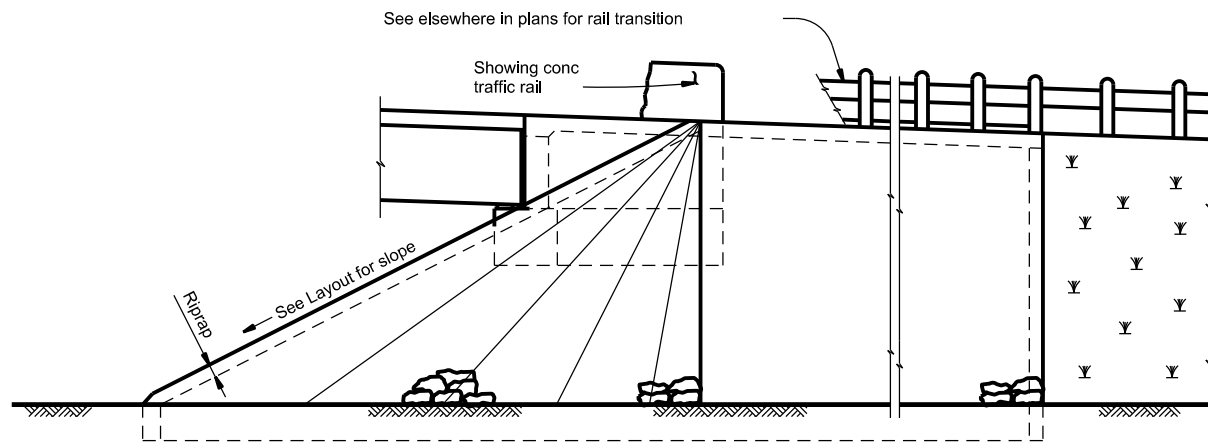 See elsewhere in plans for rail transition
Showing conc
traffic rail
See Layout for slope
Riprap